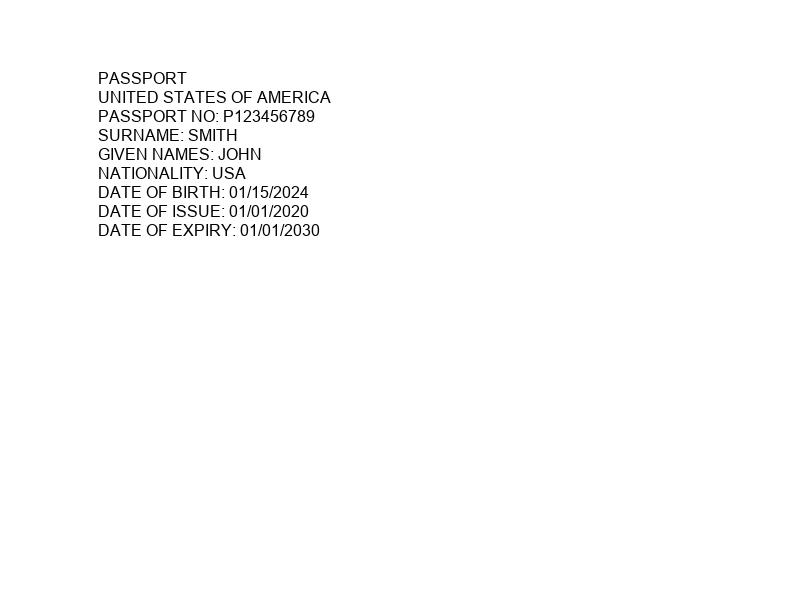 PASSPORT
UNITED STATES OF AMERICA
PASSPORT NO: P123456789
SURNAME: SMITH
GIVEN NAMES: JOHN
NATIONALITY: USA
DATE OF BIRTH: 01/15/2024
DATE OF ISSUE: 01/01/2020
DATE OF EXPIRY: 01/01/2030